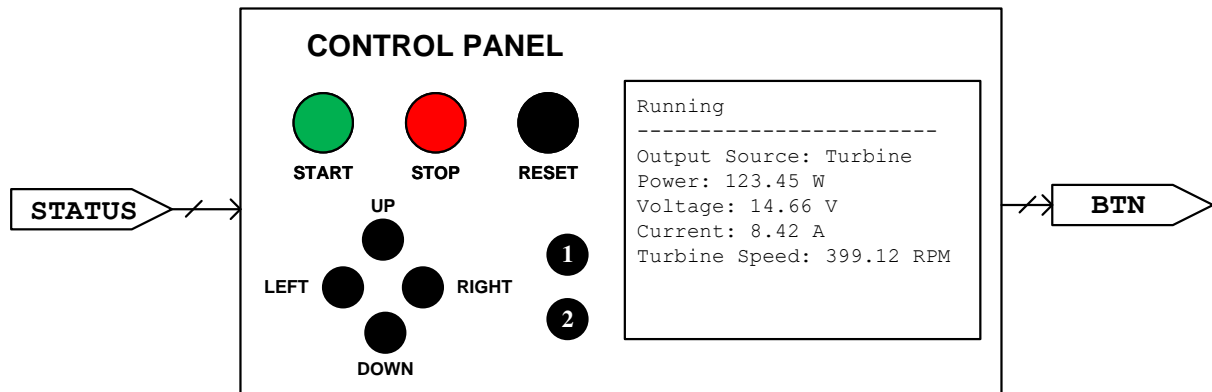 CONTROL PANEL
START STOP RESET
STATUS
UP
LEFT RIGHT
DOWN
1
2
Running
------------------------
Output Source: Turbine
Power: 123.45 W
Voltage: 14.66 V
Current: 8.42 A
Turbine Speed: 399.12 RPM
BTN